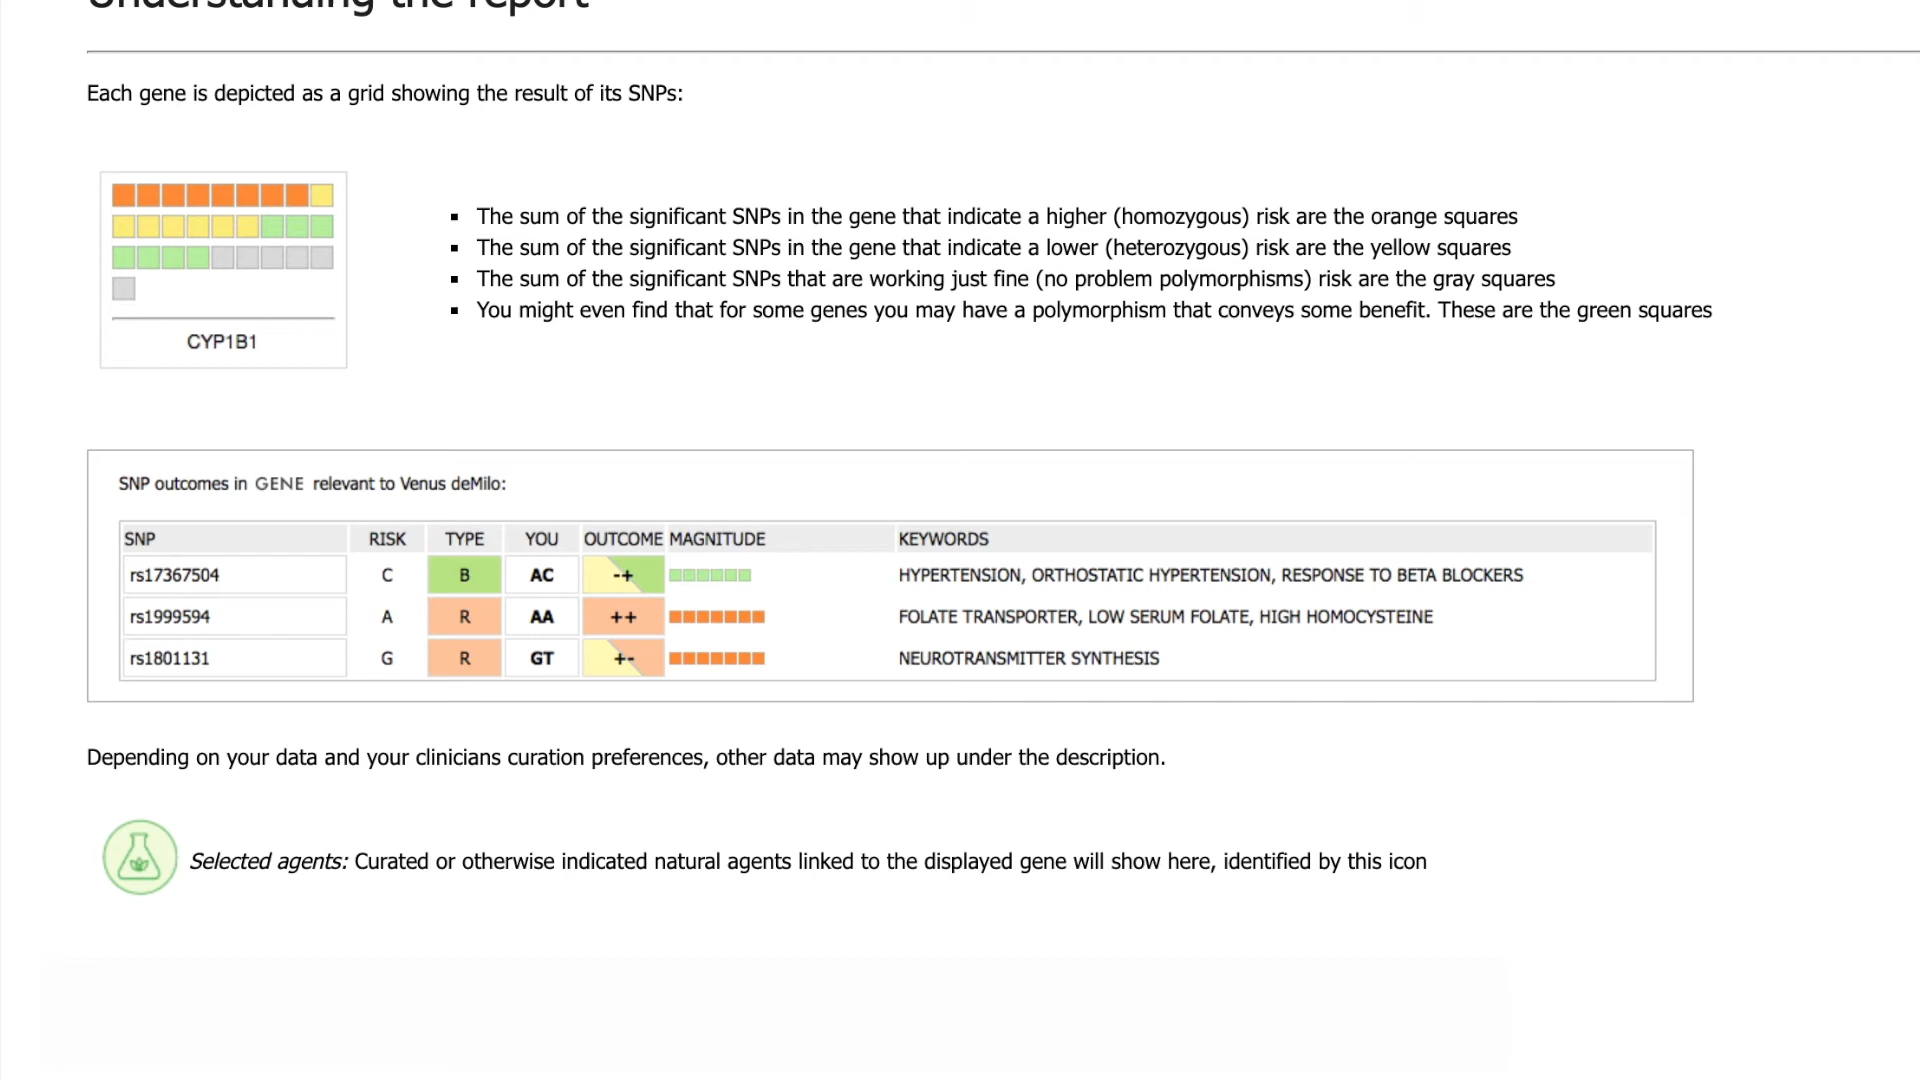 Understanding the report
Each gene is depicted as a grid showing the result of its SNPs:
CYP1B1
▪ The sum of the significant SNPs in the gene that indicate a higher (homozygous) risk are the orange squares
▪ The sum of the significant SNPs in the gene that indicate a lower (heterozygous) risk are the yellow squares
▪ The sum of the significant SNPs that are working just fine (no problem polymorphisms) risk are the gray squares
▪ You might even find that for some genes you may have a polymorphism that conveys some benefit. These are the green squares
SNP outcomes in GENE relevant to Venus deMilo:
SNP RISK TYPE YOU OUTCOME MAGNITUDE KEYWORDS
rs17367504 C B AC -+ HYPERTENSION, ORTHOSTATIC HYPERTENSION, RESPONSE TO BETA BLOCKERS
rs1999594 A R AA ++ FOLATE TRANSPORTER, LOW SERUM FOLATE, HIGH HOMOCYSTEINE
rs1801131 G R GT +- NEUROTRANSMITTER SYNTHESIS
Depending on your data and your clinicians curation preferences, other data may show up under the description.
Selected agents: Curated or otherwise indicated natural agents linked to the displayed gene will show here, identified by this icon